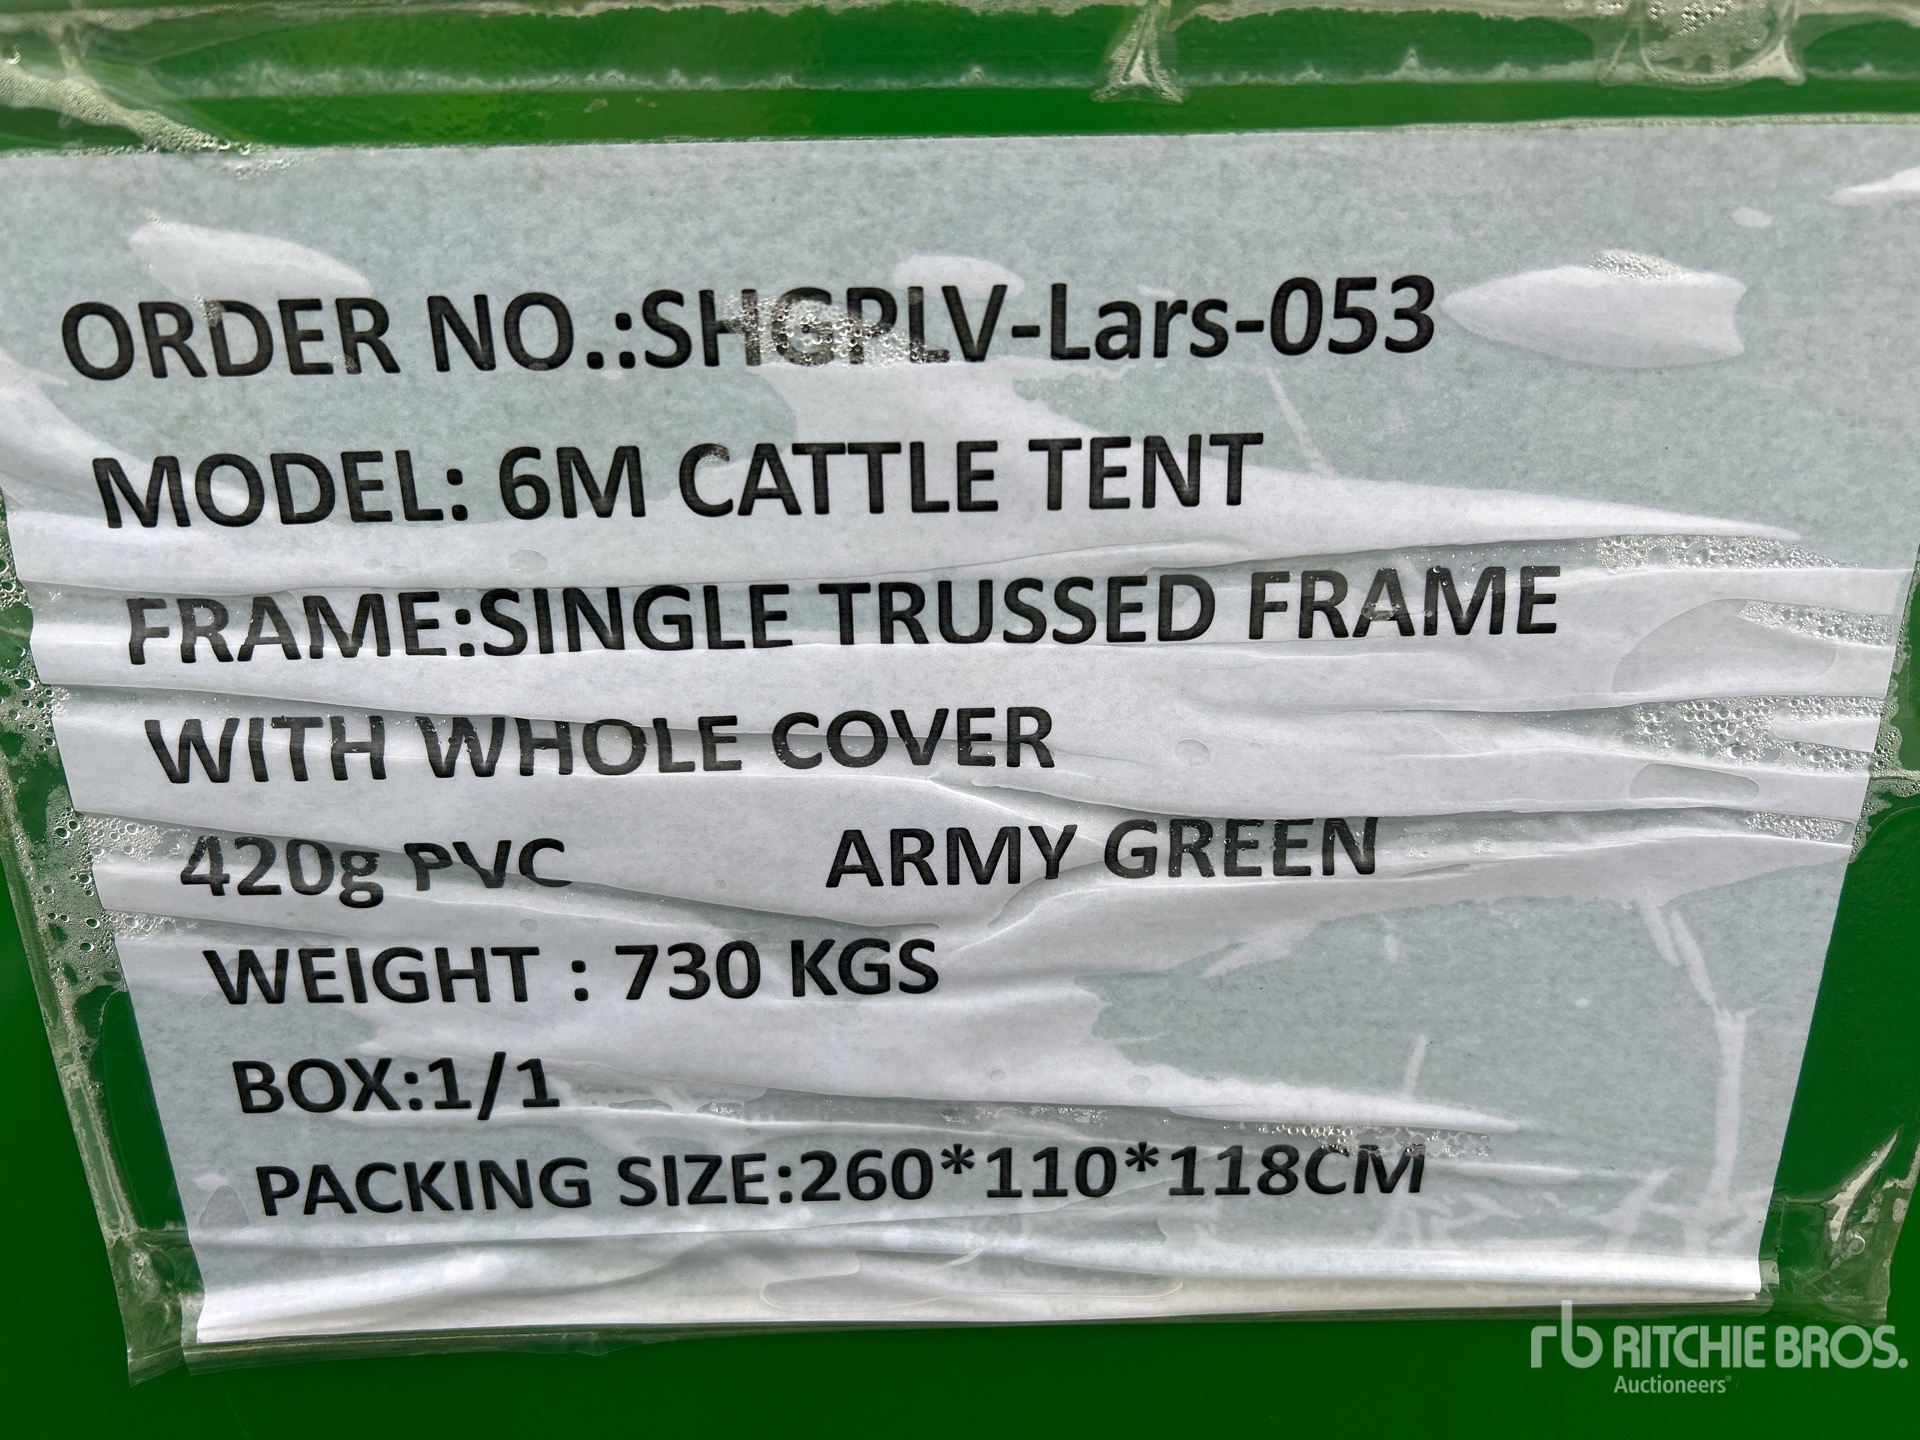 ORDER NO.:SHGPLV-Lars-053
MODEL: 6M CATTLE TENT
FRAME:SINGLE TRUSSED FRAME
WITH WHOLE COVER
420g PVC ARMY GREEN
WEIGHT : 730 KGS
BOX:1/1
PACKING SIZE:260*110*118CM
rb RITCHIE BROS.
Auctioneers®